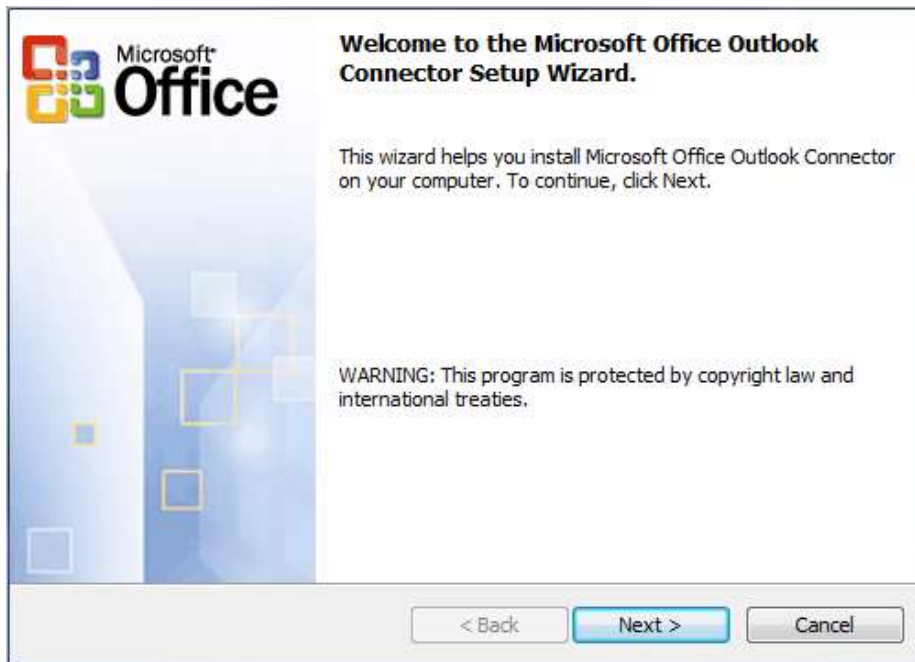 Microsoft®
Office
Welcome to the Microsoft Office Outlook
Connector Setup Wizard.
This wizard helps you install Microsoft Office Outlook Connector
on your computer. To continue, click Next.
WARNING: This program is protected by copyright law and
international treaties.
< Back
Next >
Cancel